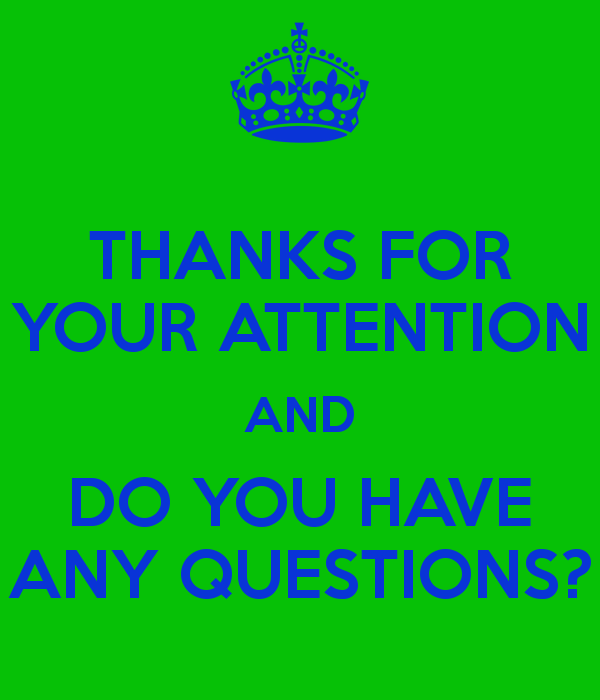 THANKS FOR
YOUR ATTENTION
AND
DO YOU HAVE
ANY QUESTIONS?